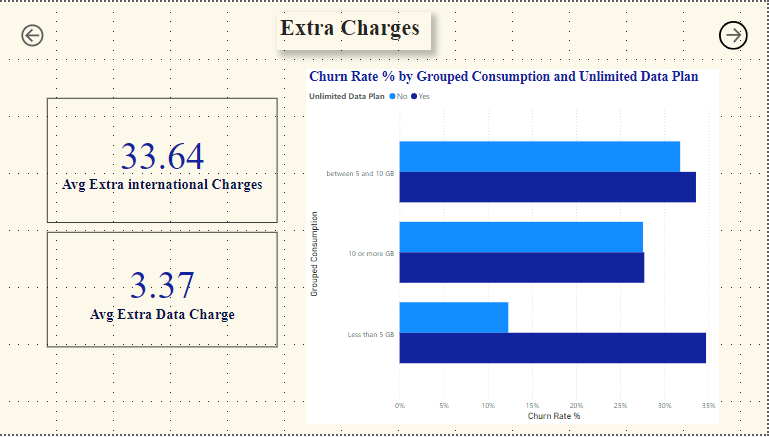 Extra Charges
Churn Rate % by Grouped Consumption and Unlimited Data Plan
Unlimited Data Plan No Yes
33.64
Avg Extra international Charges
3.37
Avg Extra Data Charge
Grouped Consumption
between 5 and 10 GB
10 or more GB
Less than 5 GB
0% 5% 10% 15% 20% 25% 30% 35%
Churn Rate %